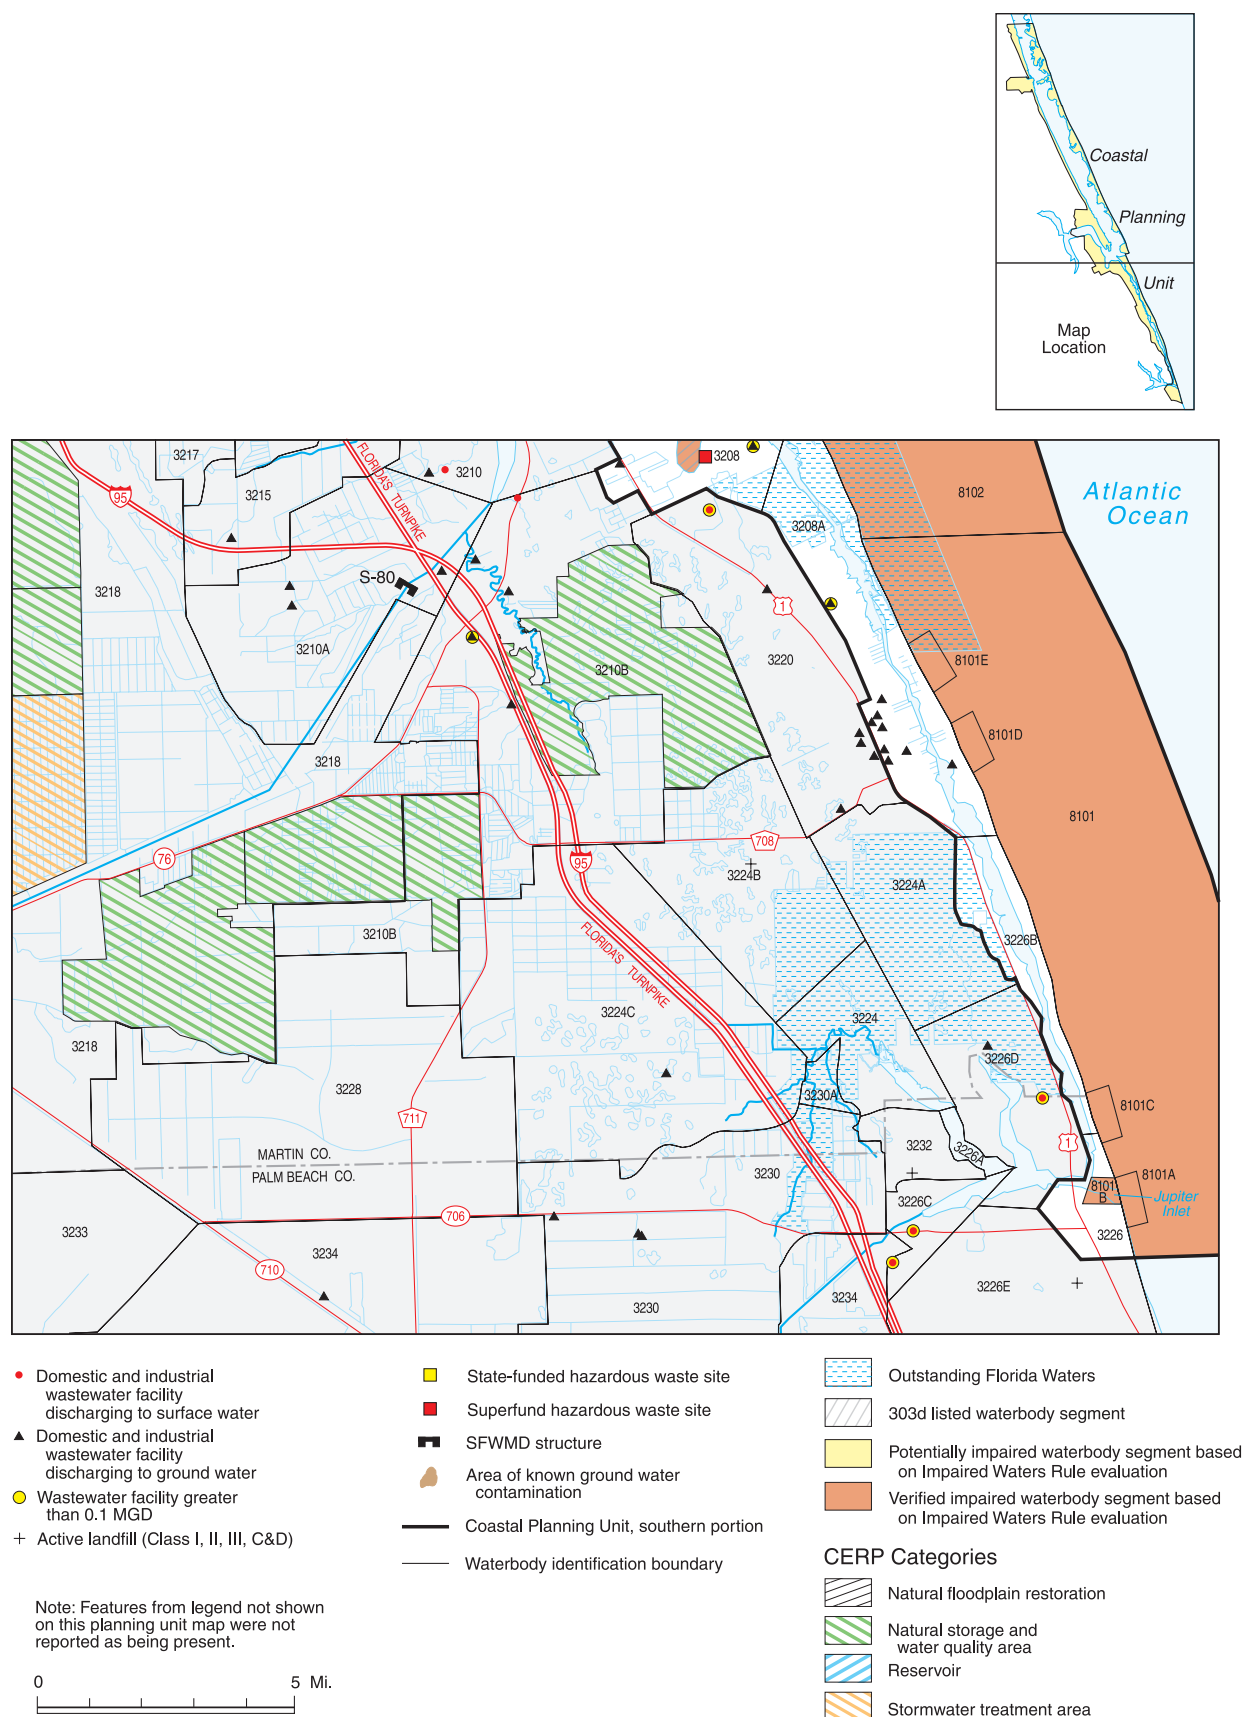 Coastal
Planning
Unit
Map
Location
3217
3215
95
FLORIDA'S TURNPIKE
3210
3208
8102
Atlantic
Ocean
3208A
S-80
3218
1
3210A
3210B
3220
8101E
8101D
3218
8101
76
708
95
3224B
3224A
3210B
FLORIDA'S TURNPIKE
3226B
3224C
3224
3218
3226D
3228
3230A
711
8101C
1
MARTIN CO.
PALM BEACH CO.
3232
3226A
3230
8101A
8101
B
Jupiter
Inlet
3226C
706
3233
3234
3226
710
3226E
3234
3230
Domestic and industrial
wastewater facility
discharging to surface water
Domestic and industrial
wastewater facility
discharging to ground water
Wastewater facility greater
than 0.1 MGD
Active landfill (Class I, II, III, C&D)
Note: Features from legend not shown
on this planning unit map were not
reported as being present.
0 5 Mi.
State-funded hazardous waste site
Superfund hazardous waste site
SFWMD structure
Area of known ground water
contamination
Coastal Planning Unit, southern portion
Waterbody identification boundary
Outstanding Florida Waters
303d listed waterbody segment
Potentially impaired waterbody segment based
on Impaired Waters Rule evaluation
Verified impaired waterbody segment based
on Impaired Waters Rule evaluation
CERP Categories
Natural floodplain restoration
Natural storage and
water quality area
Reservoir
Stormwater treatment area